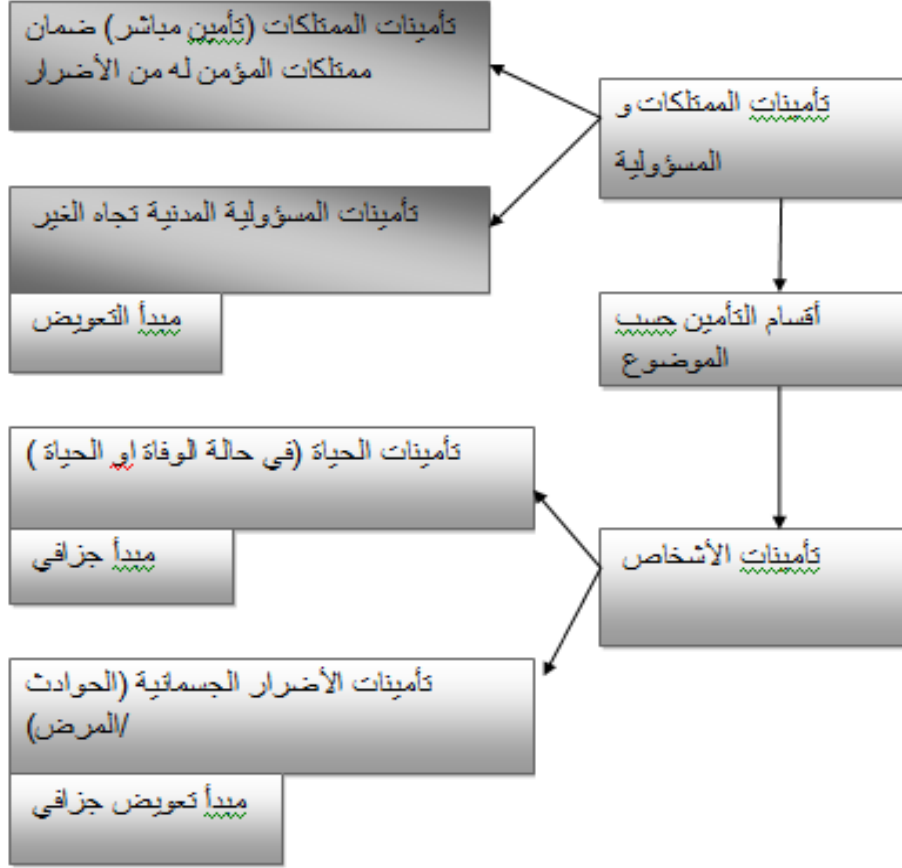 تأمينات الممتلكات و
المسؤولية
تأمينات الممتلكات (تأمين مباشر) ضمان
ممتلكات المؤمن له من الأضرار
تأمينات المسؤولية المدنية تجاه الغير
مبدأ التعويض
أقسام التأمين حسب
الموضوع
تأمينات الأشخاص
تأمينات الحياة (في حالة الوفاة او الحياة )
مبدأ جزافي
تأمينات الأضرار الجسمانية (الحوادث
/المرض)
مبدأ تعويض جزافي